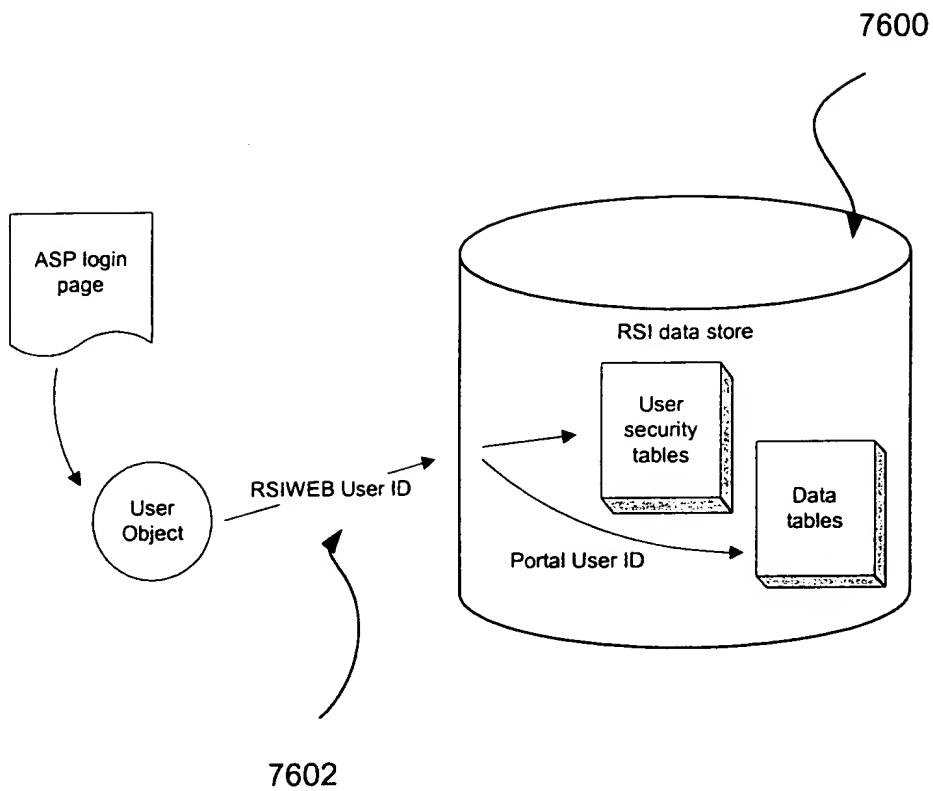 7600
ASP login
page
RSI data store
User
security
tables
RSIWEB User ID
User
Object
Data
tables
Portal User ID
7602